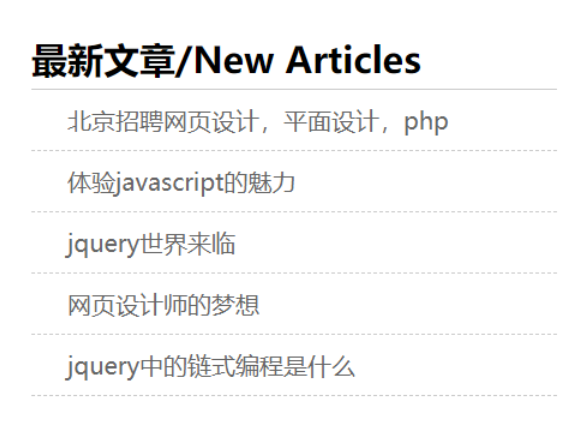 最新文章/New Articles
北京招聘网页设计，平面设计，php
体验javascript的魅力
jquery世界来临
网页设计师的梦想
jquery中的链式编程是什么